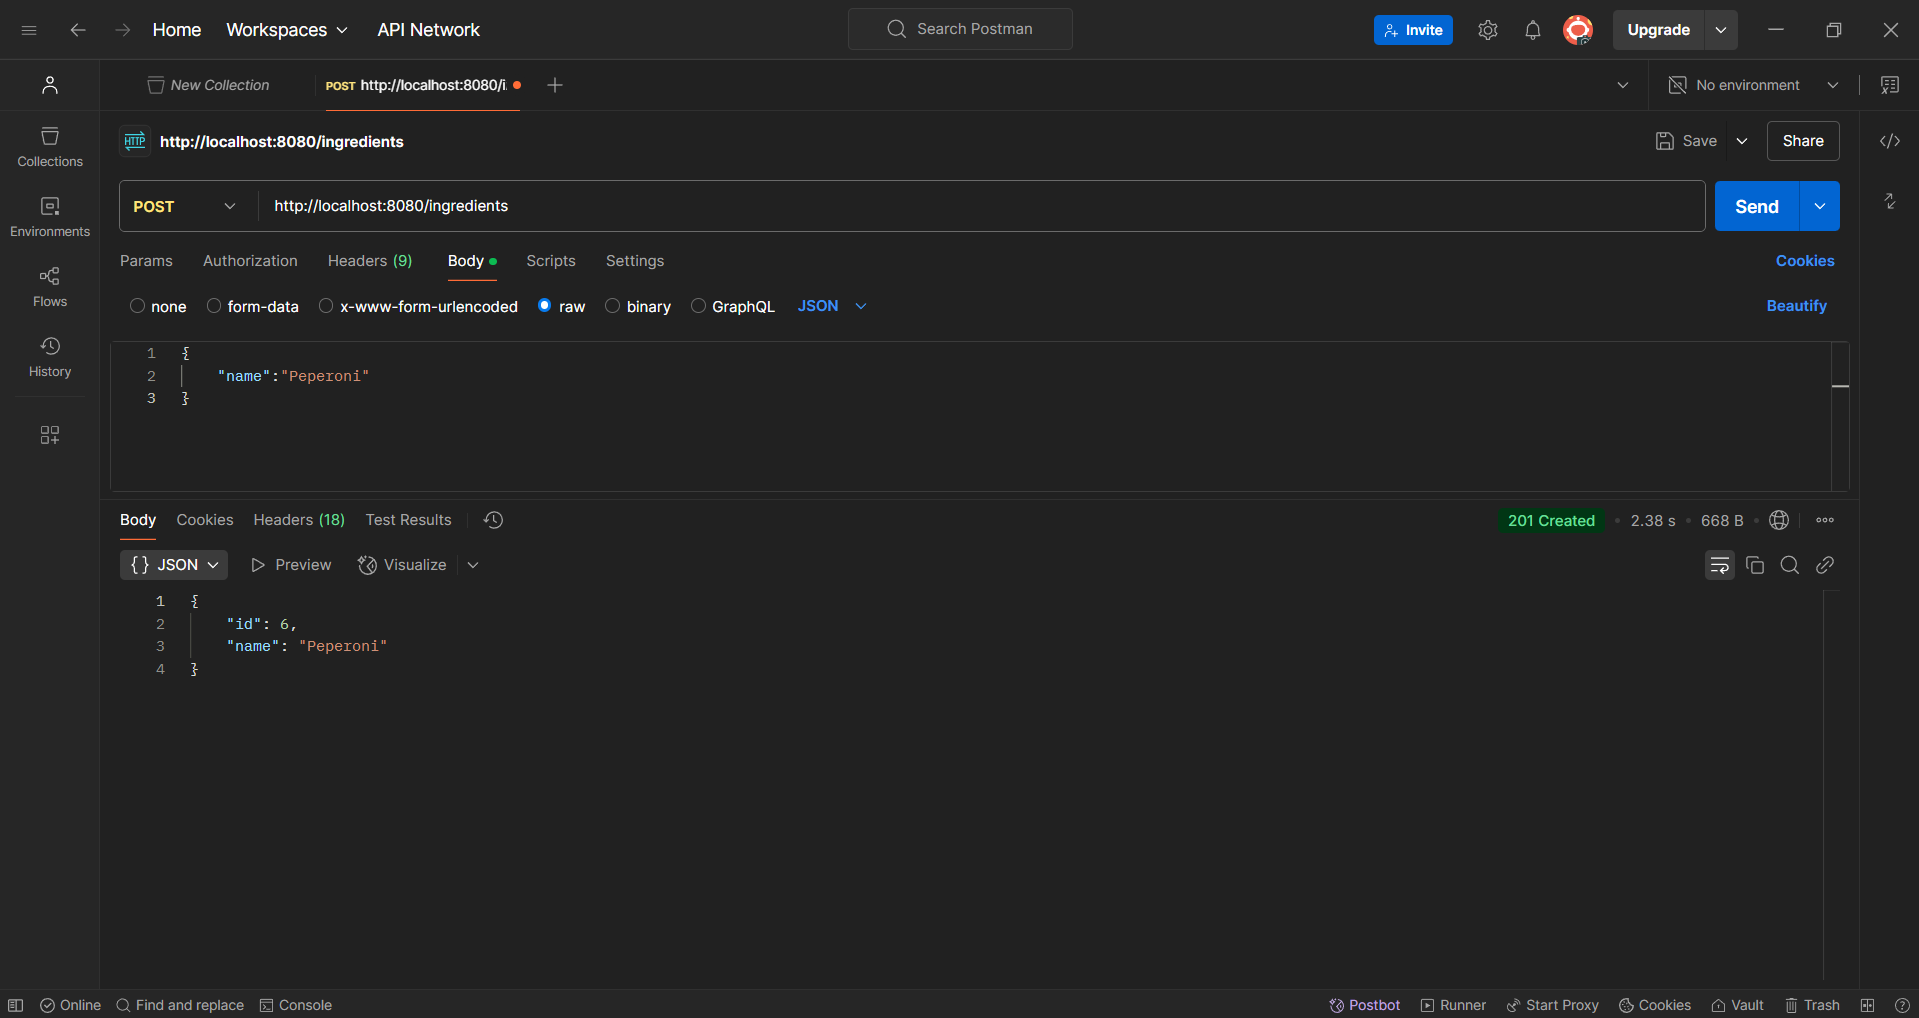 Home Workspaces API Network Search Postman Invite Upgrade
New Collection POST http://localhost:8080/i. No environment
HTTP http://localhost:8080/ingredients Save Share
Collections
Environments
Flows
History
POST http://localhost:8080/ingredients Send
Params Authorization Headers (9) Body Scripts Settings Cookies
none form-data x-www-form-urlencoded raw binary GraphQL JSON Beautify
1 {
2 "name":"Peperoni"
3 }
Body Cookies Headers (18) Test Results 201 Created • 2.38 s • 668 B •
{} JSON Preview Visualize
1 {
2 "id": 6,
3 "name": "Peperoni"
4 }
Online Find and replace Console Postbot Runner Start Proxy Cookies Vault Trash